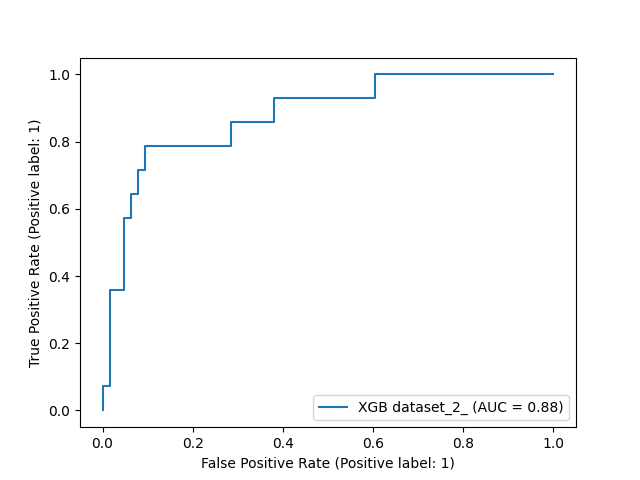 1.0
0.8
0.6
0.4
0.2
0.0
True Positive Rate (Positive label: 1)
XGB dataset_2_ (AUC = 0.88)
0.0 0.2 0.4 0.6 0.8 1.0
False Positive Rate (Positive label: 1)